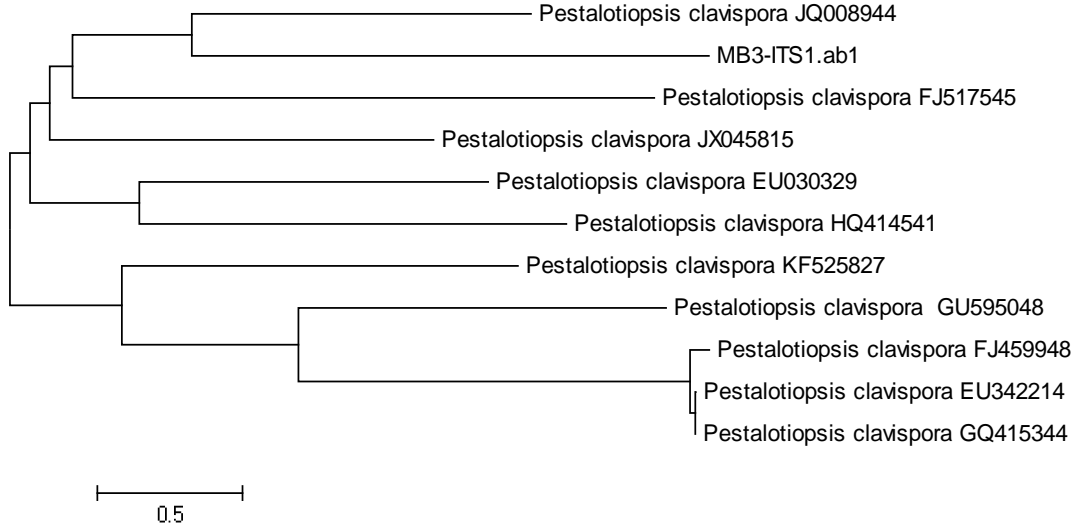 Pestalotiopsis clavispora JQ008944
MB3-ITS1.ab1
Pestalotiopsis clavispora FJ517545
Pestalotiopsis clavispora JX045815
Pestalotiopsis clavispora EU030329
Pestalotiopsis clavispora HQ414541
Pestalotiopsis clavispora KF525827
Pestalotiopsis clavispora GU595048
Pestalotiopsis clavispora FJ459948
Pestalotiopsis clavispora EU342214
Pestalotiopsis clavispora GQ415344
0.5